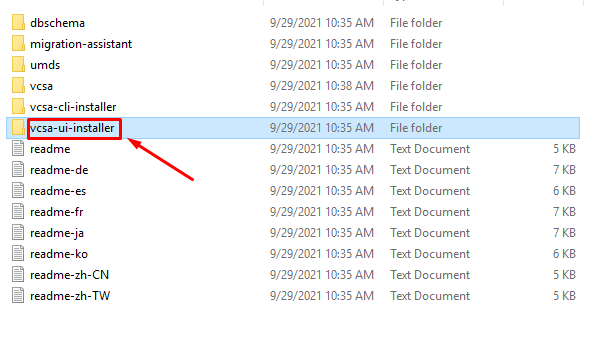 dbschema 9/29/2021 10:35 AM File folder
migration-assistant 9/29/2021 10:35 AM File folder
umds 9/29/2021 10:35 AM File folder
vcsa 9/29/2021 10:38 AM File folder
vcsa-cli-installer 9/29/2021 10:35 AM File folder
vcsa-ui-installer 9/29/2021 10:35 AM File folder
readme 9/29/2021 10:35 AM Text Document 5 KB
readme-de 9/29/2021 10:35 AM Text Document 7 KB
readme-es 9/29/2021 10:35 AM Text Document 6 KB
readme-fr 9/29/2021 10:35 AM Text Document 7 KB
readme-ja 9/29/2021 10:35 AM Text Document 7 KB
readme-ko 9/29/2021 10:35 AM Text Document 6 KB
readme-zh-CN 9/29/2021 10:35 AM Text Document 5 KB
readme-zh-TW 9/29/2021 10:35 AM Text Document 5 KB